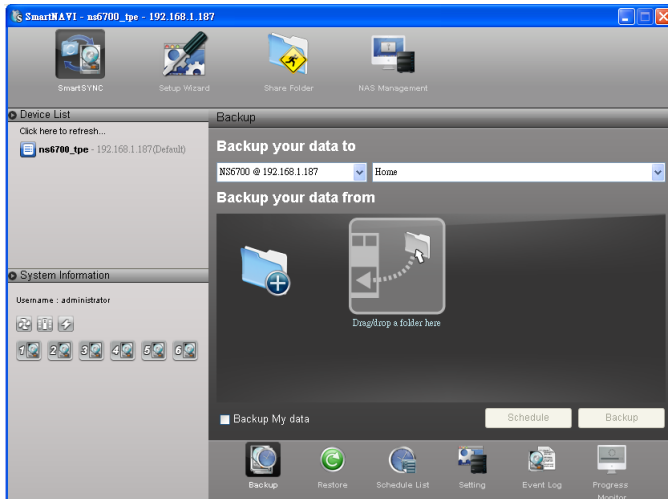 SmartNAVI - ns6700_tpe - 192.168.1.187
SmartSYNC
Setup Wizard
Share Folder
NAS Management
Device List
Click here to refresh...
ns6700_tpe - 192.168.1.187(Default)
System Information
Username : administrator
1 2 3 4 5 6
Backup
Backup your data to
NS6700 @ 192.168.1.187
Home
Backup your data from
Drag/drop a folder here
Backup My data
Schedule
Backup
Backup
Restore
Schedule List
Setting
Event Log
Progress
Monitor